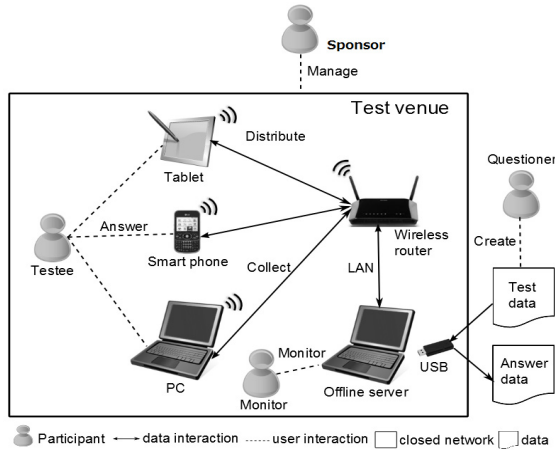 Sponsor
Manage
Test venue
Distribute
Tablet
Questioner
Answer
Testee
Smart phone
Wireless
router
Create
Collect
LAN
Test
data
Monitor
USB
Answer
data
PC
Monitor
Offline server
Participant data interaction user interaction closed network data